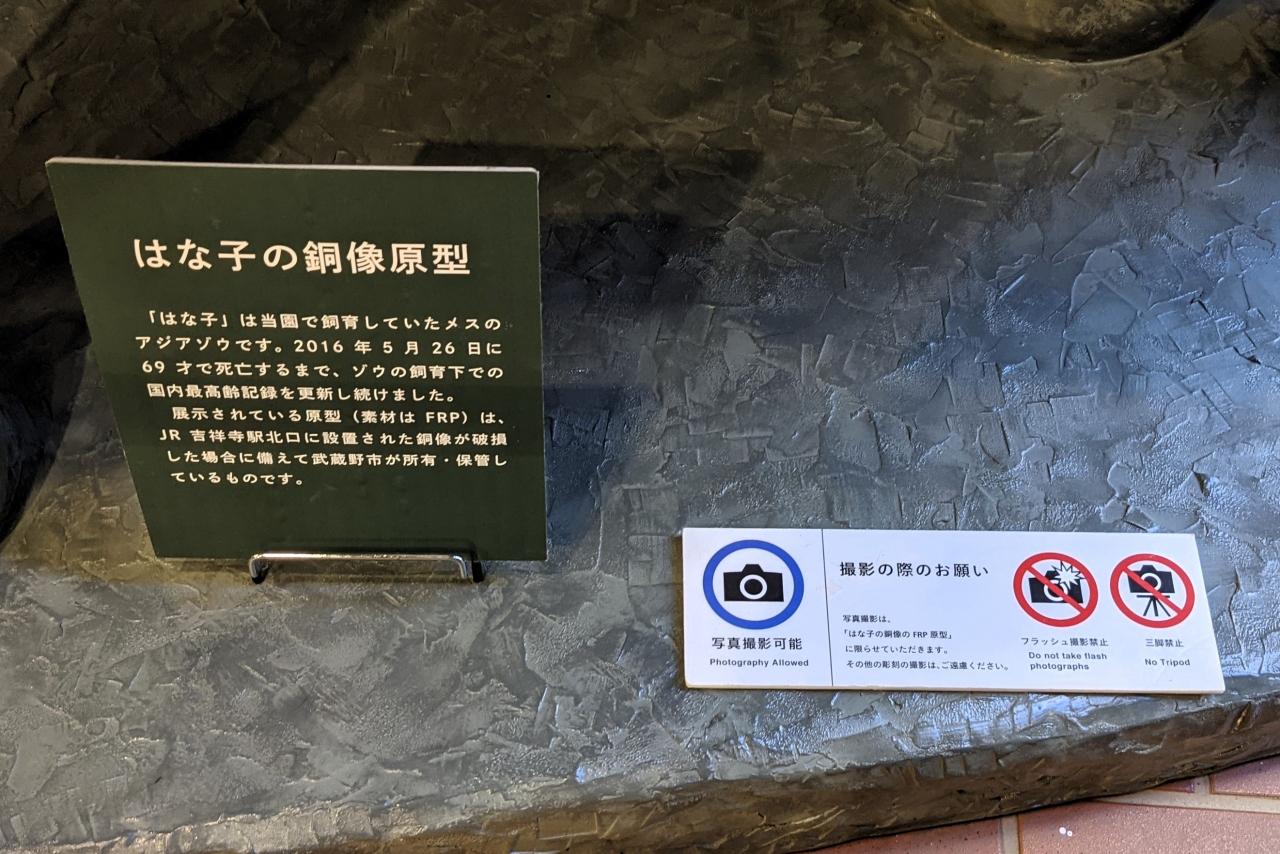 はな子の銅像原型
「はな子」は当園で飼育していたメスの
アジアゾウです。2016 年 5 月 26 日に
69 才で死亡するまで、ゾウの飼育下での
国内最高齢記録を更新し続けました。
展示されている原型（素材は FRP）は、
JR 吉祥寺駅北口に設置された銅像が破損
した場合に備えて武蔵野市が所有・保管し
ているものです。
写真撮影可能
Photography Allowed
撮影の際のお願い
写真撮影は、
「はな子の銅像の FRP 原型」
に限らせていただきます。
その他の彫刻の撮影は、ご遠慮ください。
フラッシュ撮影禁止
Do not take flash
photographs
三脚禁止
No Tripod